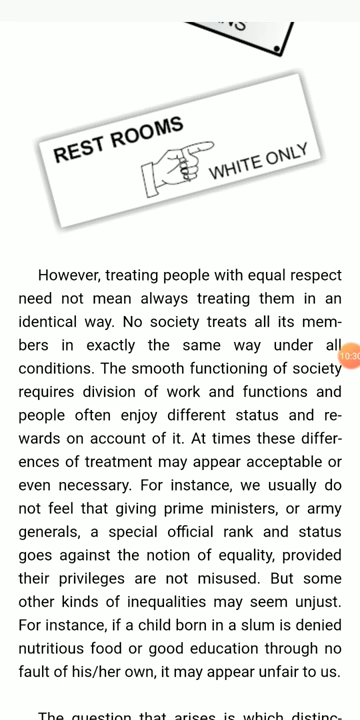 REST ROOMS
WHITE ONLY
However, treating people with equal respect
need not mean always treating them in an
identical way. No society treats all its mem-
bers in exactly the same way under all
conditions. The smooth functioning of society
requires division of work and functions and
people often enjoy different status and re-
wards on account of it. At times these differ-
ences of treatment may appear acceptable or
even necessary. For instance, we usually do
not feel that giving prime ministers, or army
generals, a special official rank and status
goes against the notion of equality, provided
their privileges are not misused. But some
other kinds of inequalities may seem unjust.
For instance, if a child born in a slum is denied
nutritious food or good education through no
fault of his/her own, it may appear unfair to us.
The question that arises is which distinc-